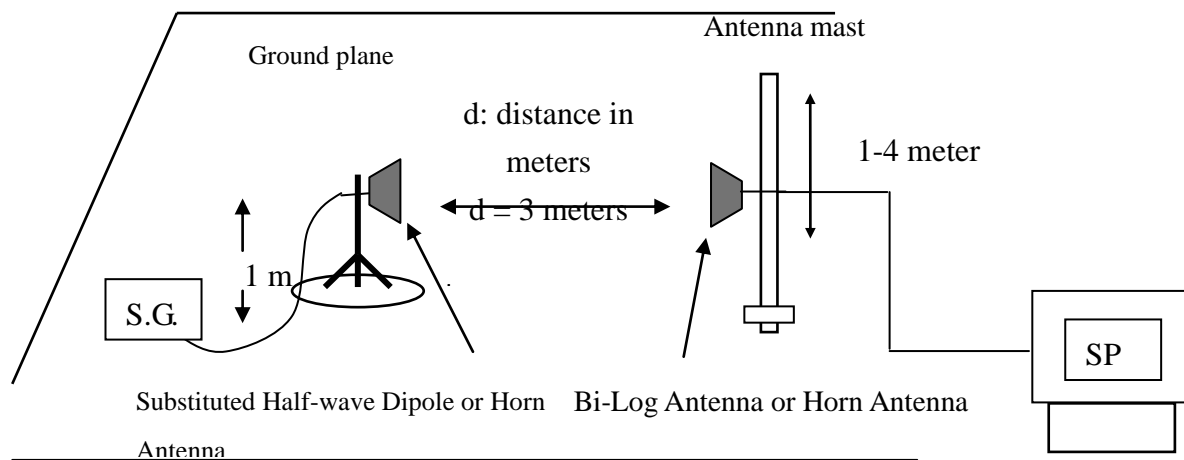 Antenna mast
Ground plane
d: distance in
meters
d = 3 meters
1-4 meter
1 m
S.G.
SP
Substituted Half-wave Dipole or Horn
Antenna
Bi-Log Antenna or Horn Antenna